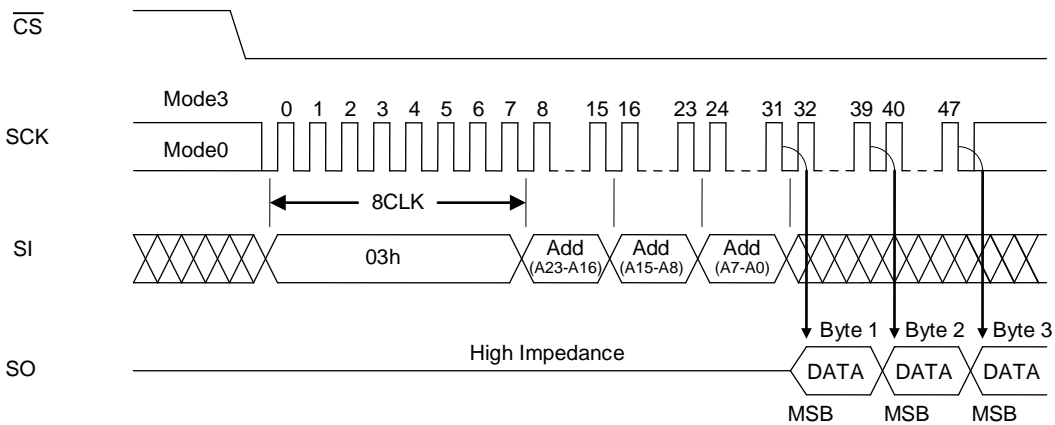 CS
Mode3
0 1 2 3 4 5 6 7 8 15 16 23 24 31 32 39 40 47
SCK
Mode0
8CLK
SI
03h
Add
(A23-A16)
Add
(A15-A8)
Add
(A7-A0)
Byte 1
Byte 2
Byte 3
High Impedance
SO
DATA
DATA
DATA
MSB
MSB
MSB